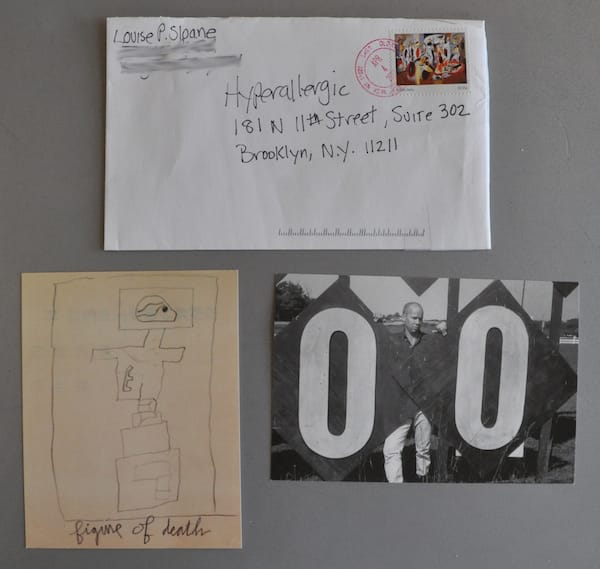 Louise P. Sloane
Hyperallergic
181 N 11th Street, Suite 302
Brooklyn, N.Y. 11211
figure of death
0 0